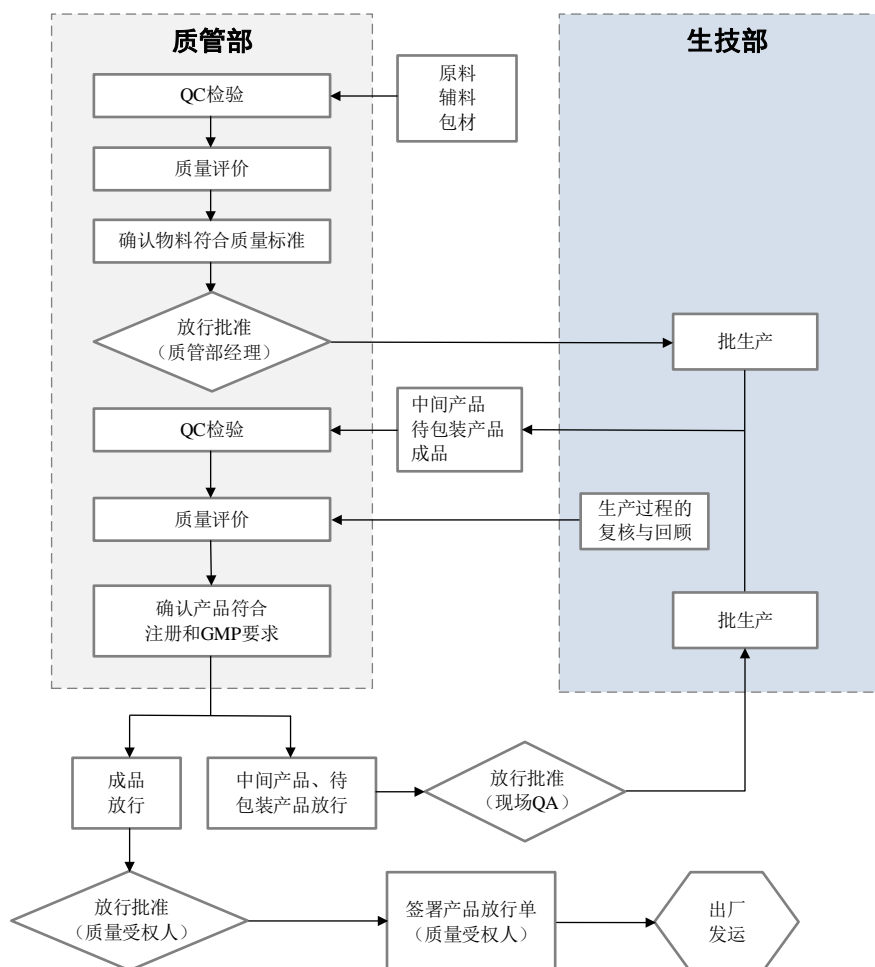 质管部
生技部
QC检验
原料
辅料
包材
质量评价
确认物料符合质量标准
放行批准
（质管部经理）
批生产
中间产品
待包装产品
成品
QC检验
质量评价
生产过程的
复核与回顾
确认产品符合
注册和GMP要求
批生产
成品
放行
中间产品、待
包装产品放行
放行批准
（现场QA）
放行批准
（质量受权人）
签署产品放行单
（质量受权人）
出厂
发运